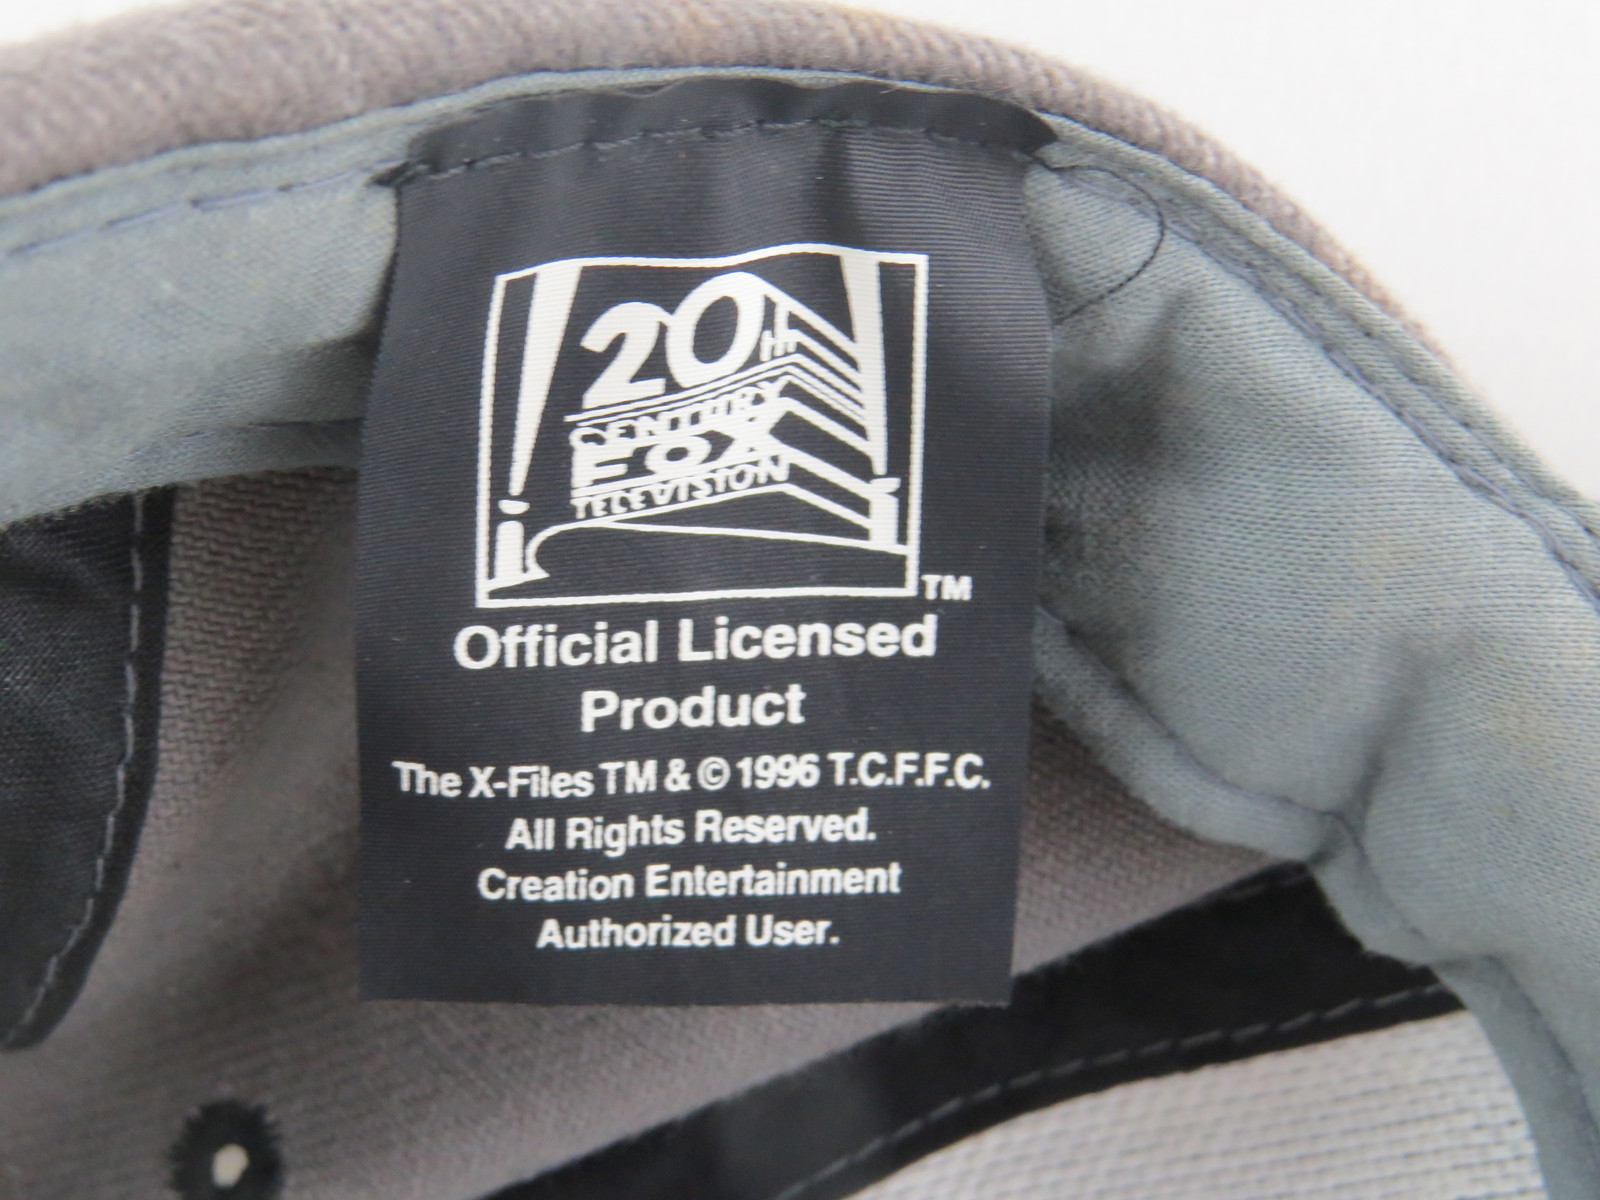 20th
CENTURY
FOX
TELEVISION
TM
Official Licensed
Product
The X-Files TM & © 1996 T.C.F.F.C.
All Rights Reserved.
Creation Entertainment
Authorized User.